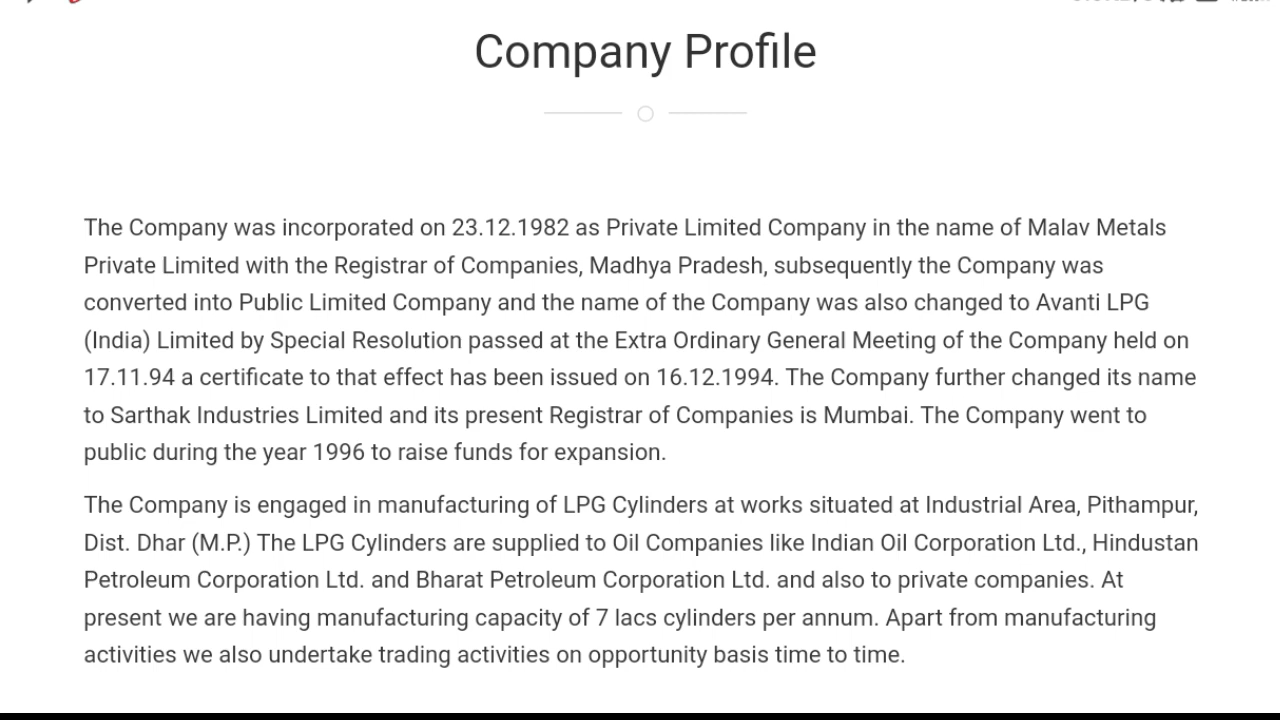 Company Profile
The Company was incorporated on 23.12.1982 as Private Limited Company in the name of Malav Metals
Private Limited with the Registrar of Companies, Madhya Pradesh, subsequently the Company was
converted into Public Limited Company and the name of the Company was also changed to Avanti LPG
(India) Limited by Special Resolution passed at the Extra Ordinary General Meeting of the Company held on
17.11.94 a certificate to that effect has been issued on 16.12.1994. The Company further changed its name
to Sarthak Industries Limited and its present Registrar of Companies is Mumbai. The Company went to
public during the year 1996 to raise funds for expansion.
The Company is engaged in manufacturing of LPG Cylinders at works situated at Industrial Area, Pithampur,
Dist. Dhar (M.P.) The LPG Cylinders are supplied to Oil Companies like Indian Oil Corporation Ltd., Hindustan
Petroleum Corporation Ltd. and Bharat Petroleum Corporation Ltd. and also to private companies. At
present we are having manufacturing capacity of 7 lacs cylinders per annum. Apart from manufacturing
activities we also undertake trading activities on opportunity basis time to time.